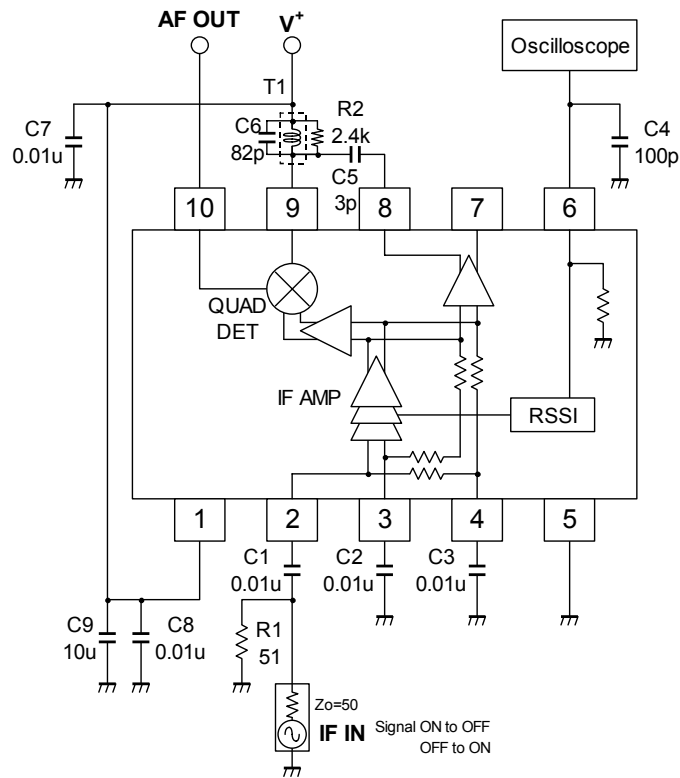 AF OUT
V+
Oscilloscope
T1
C7
0.01u
C6
82p
R2
2.4k
C5
3p
C4
100p
10
9
8
7
6
QUAD
DET
IF AMP
RSSI
1
2
3
4
5
C1
0.01u
C2
0.01u
C3
0.01u
C9
10u
C8
0.01u
R1
51
Zo=50
IF IN
Signal ON to OFF
OFF to ON